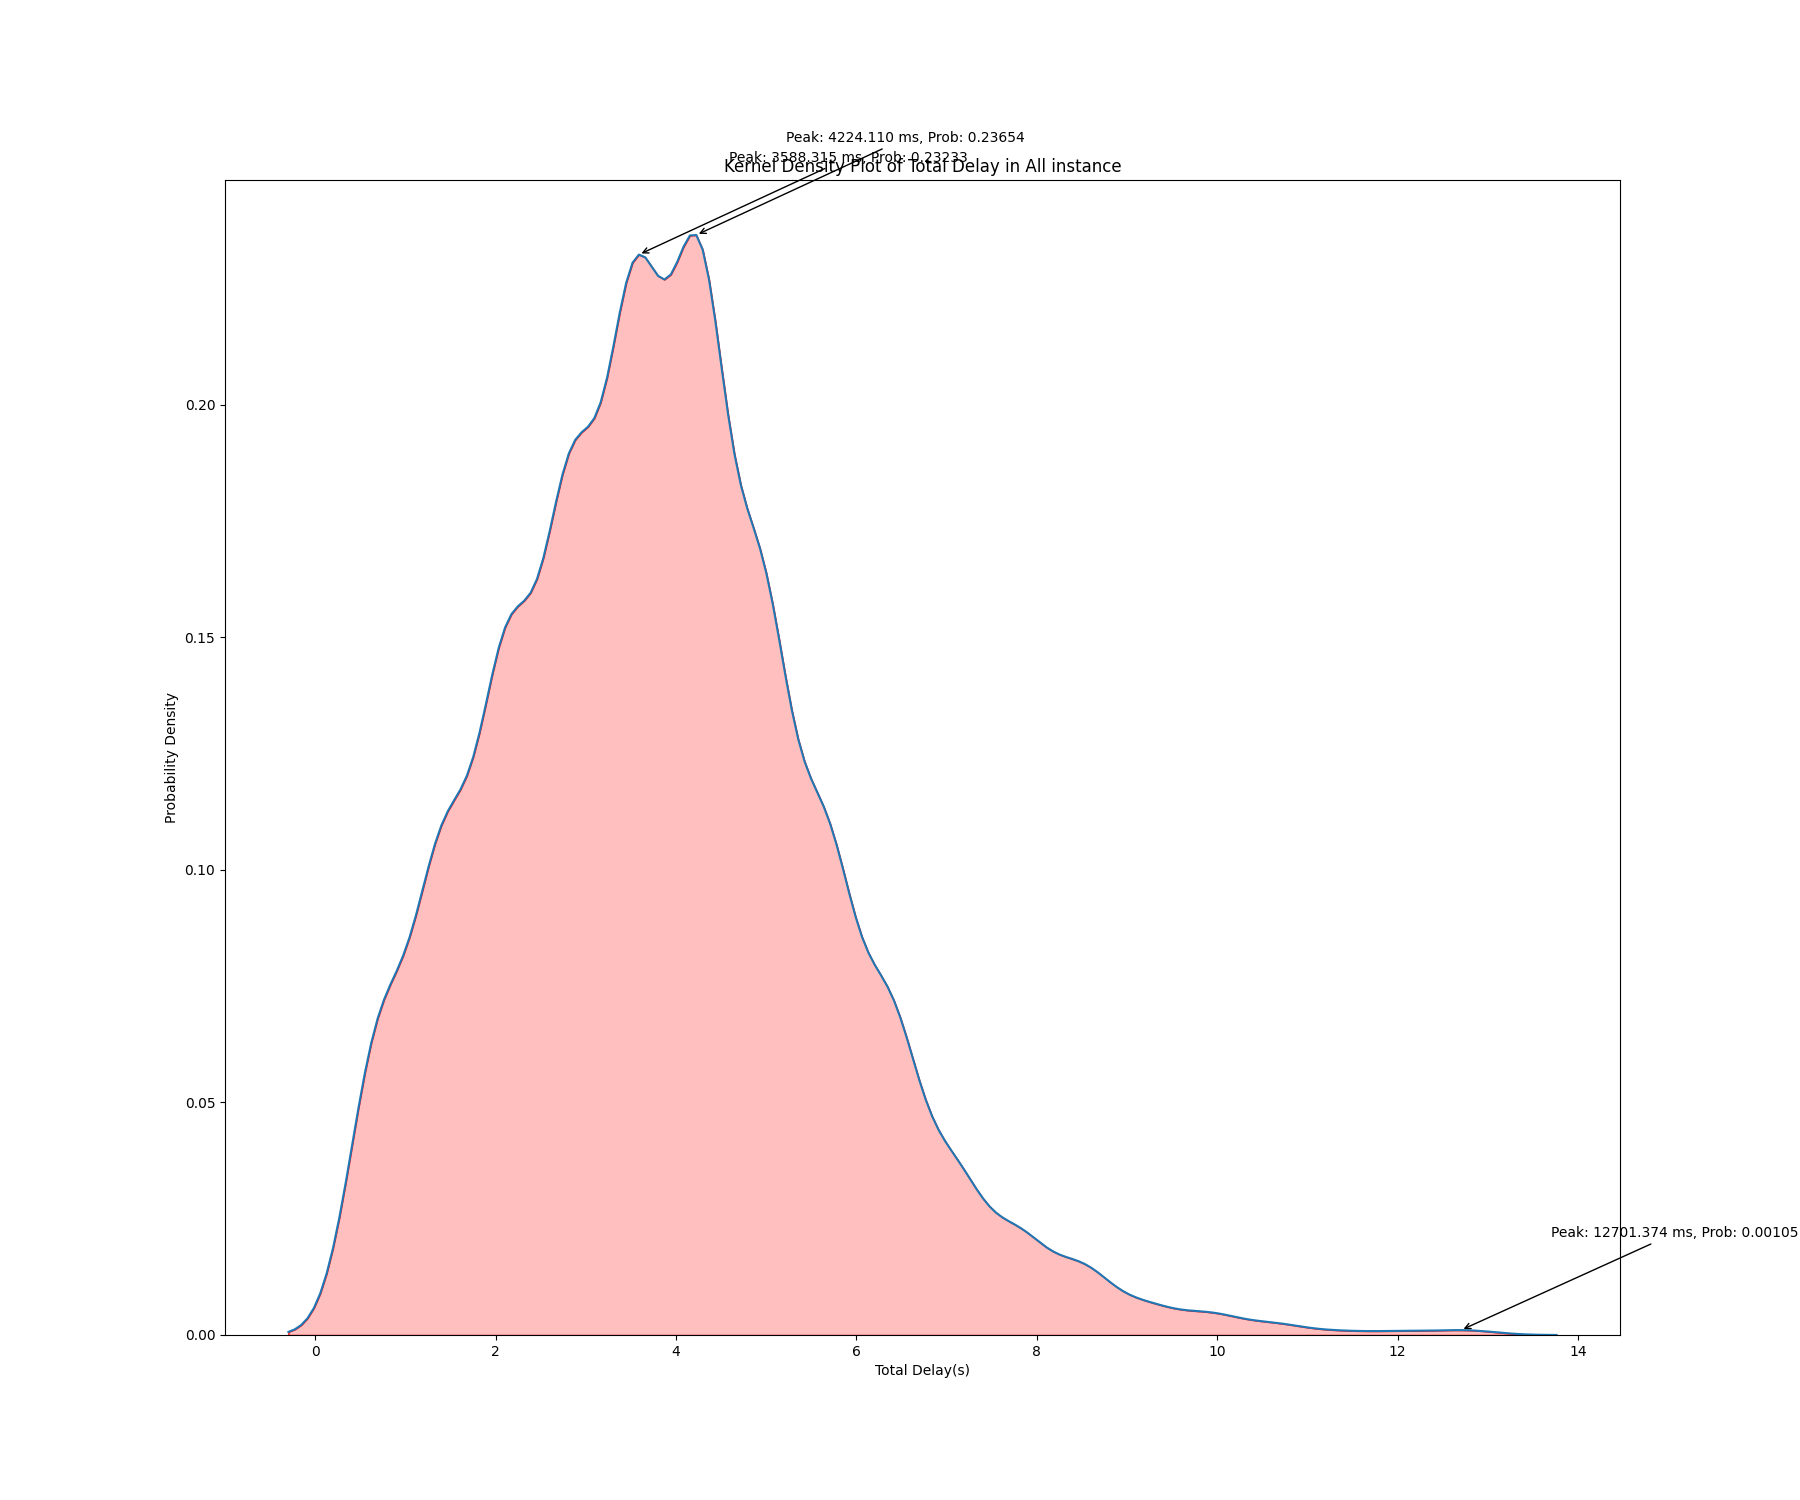 Peak: 4224.110 ms, Prob: 0.23654
Peak: 3588.315 ms, Prob: 0.23233
Kernel Density Plot of Total Delay in All instance
0.20
0.15
0.10
0.05
0.00
Probability Density
Peak: 12701.374 ms, Prob: 0.00105
0 2 4 6 8 10 12 14
Total Delay(s)